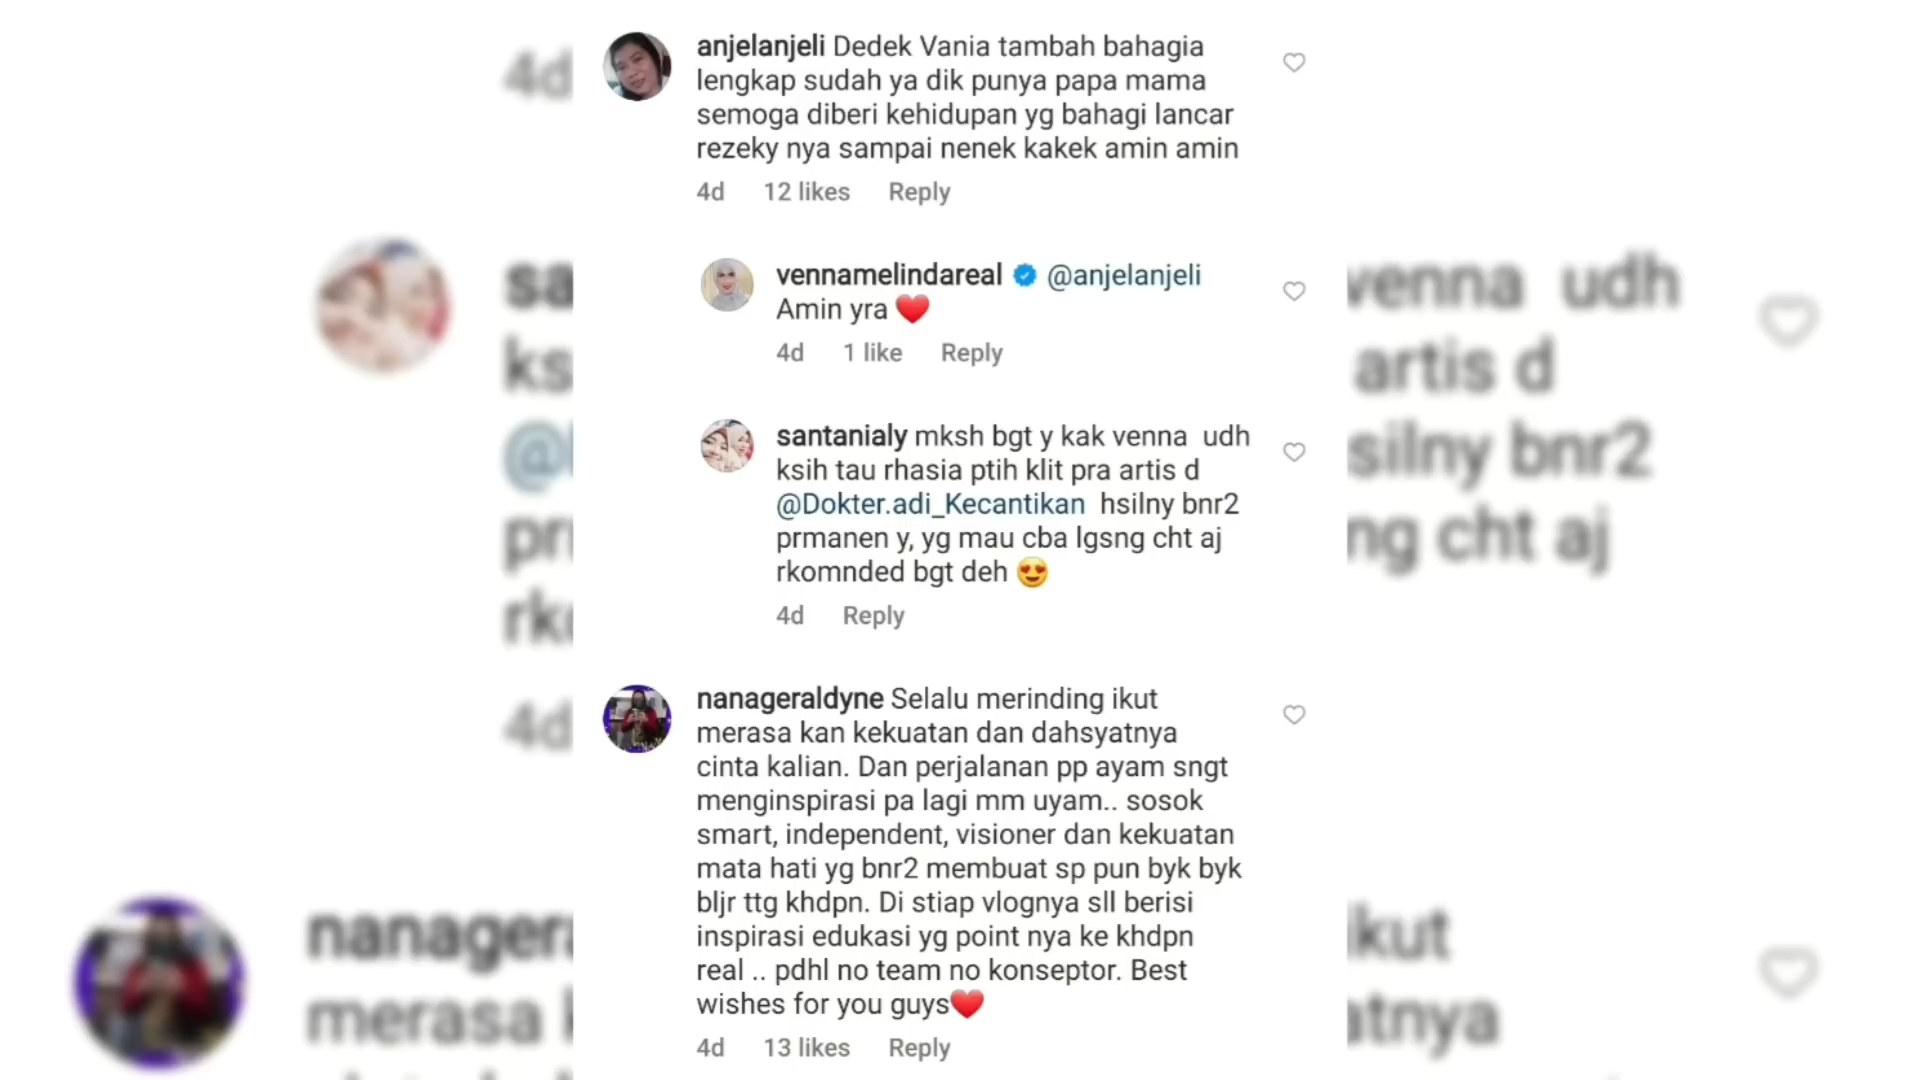 anjelanjeli Dedek Vania tambah bahagia
lengkap sudah ya dik punya papa mama
semoga diberi kehidupan yg bahagi lancar
rezeky nya sampai nenek kakek amin amin
4d 12 likes Reply
vennamelindareal @anjelanjeli
Amin yra ❤️
4d 1 like Reply
santanialy mksh bgt y kak venna udh
ksih tau rhasia ptih klit pra artis d
@Dokter.adi_Kecantikan hsilny bnr2
prmanen y, yg mau cba lgsng cht aj
rkomnded bgt deh 😍
4d Reply
nanageraldyne Selalu merinding ikut
merasa kan kekuatan dan dahsyatnya
cinta kalian. Dan perjalanan pp ayam sngt
menginspirasi pa lagi mm uyam.. sosok
smart, independent, visioner dan kekuatan
mata hati yg bnr2 membuat sp pun byk byk
bljr ttg khdpn. Di stiap vlognya sll berisi
inspirasi edukasi yg point nya ke khdpn
real .. pdhl no team no konseptor. Best
wishes for you guys❤️
4d 13 likes Reply